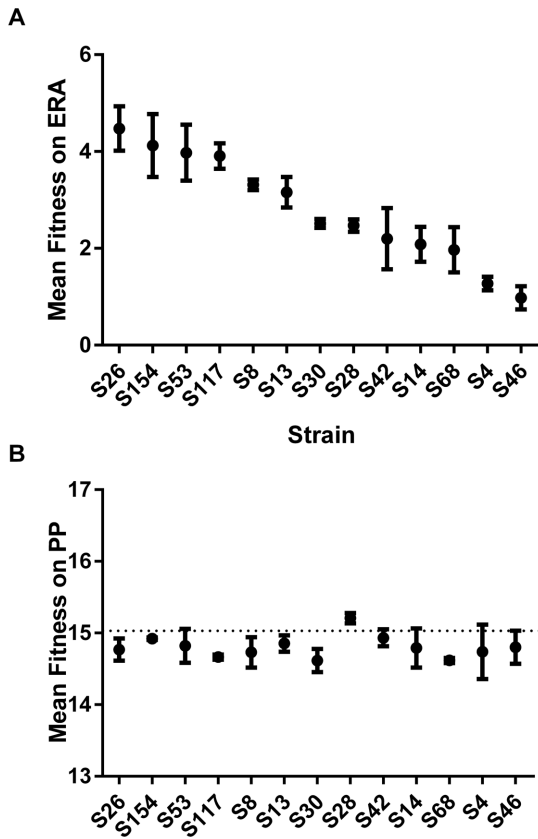 A
Mean Fitness on ERA
6
4
2
0
S26 S154 S53 S117 S8 S13 S30 S28 S42 S14 S68 S4 S46
Strain
B
Mean Fitness on PP
17
16
15
14
13
S26 S154 S53 S117 S8 S13 S30 S28 S42 S14 S68 S4 S46